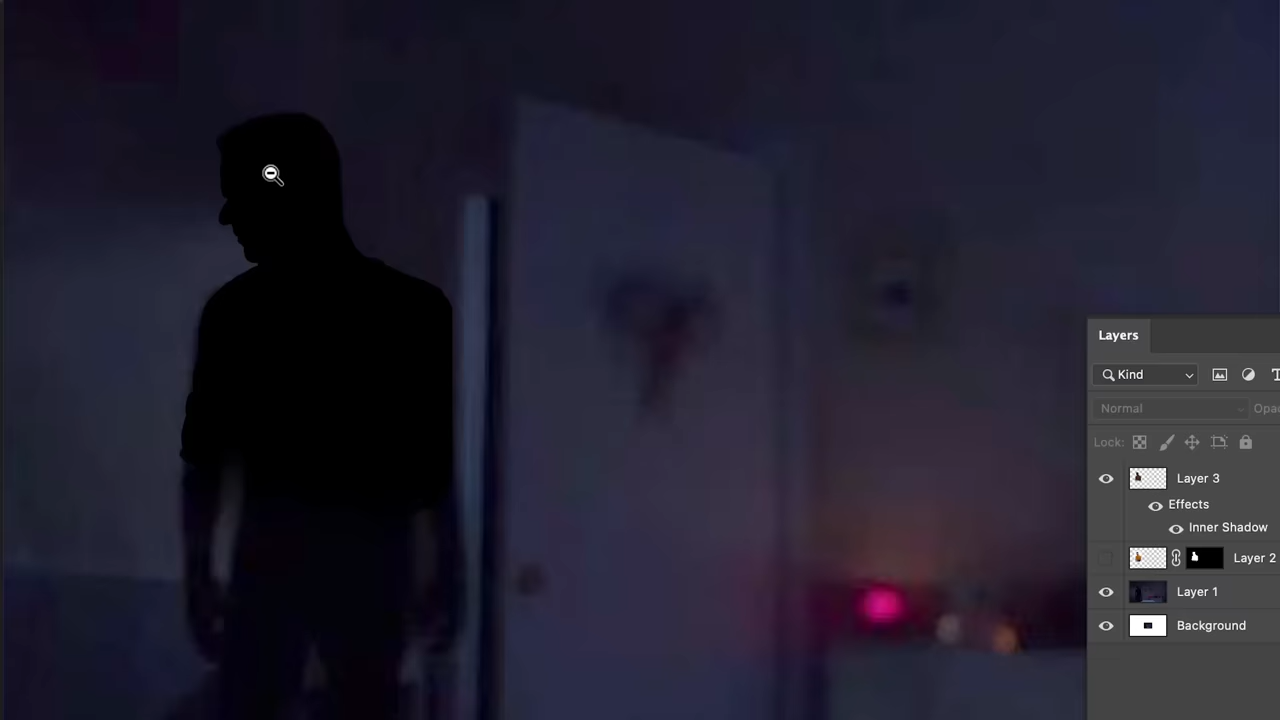 Layers
Kind
T
Normal
Opac
Lock:
Layer 3
Effects
Inner Shadow
Layer 2
Layer 1
Background